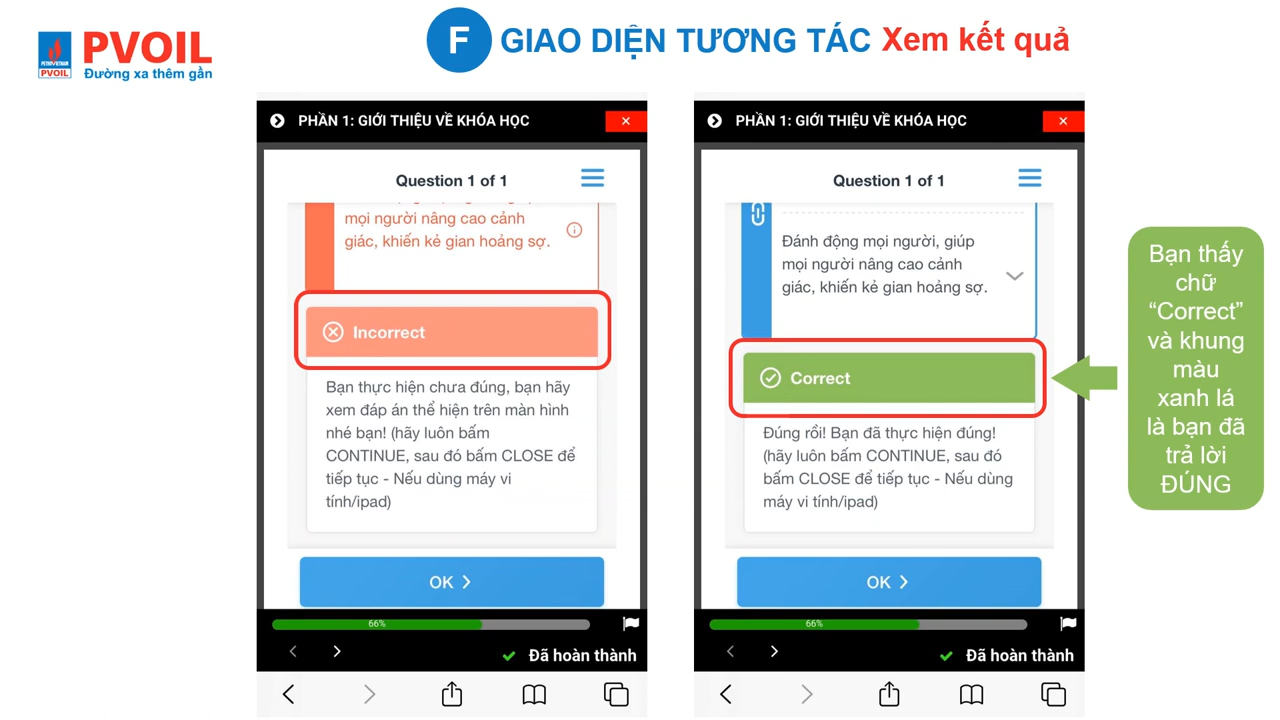 PETROVIETNAM
PVOIL
PVOIL
Đường xa thêm gần
F GIAO DIỆN TƯƠNG TÁC Xem kết quả
PHẦN 1: GIỚI THIỆU VỀ KHÓA HỌC
Question 1 of 1
mọi người nâng cao cảnh
giác, khiến kẻ gian hoảng sợ.
Incorrect
Bạn thực hiện chưa đúng, bạn hãy
xem đáp án thể hiện trên màn hình
nhé bạn! (hãy luôn bấm
CONTINUE, sau đó bấm CLOSE để
tiếp tục - Nếu dùng máy vi
tính/ipad)
OK
66%
Đã hoàn thành
PHẦN 1: GIỚI THIỆU VỀ KHÓA HỌC
Question 1 of 1
Đánh động mọi người, giúp
mọi người nâng cao cảnh
giác, khiến kẻ gian hoảng sợ.
Correct
Đúng rồi! Bạn đã thực hiện đúng!
(hãy luôn bấm CONTINUE, sau đó
bấm CLOSE để tiếp tục - Nếu dùng
máy vi tính/ipad)
OK
66%
Đã hoàn thành
Bạn thấy
chữ
“Correct”
và khung
màu
xanh lá
là bạn đã
trả lời
ĐÚNG